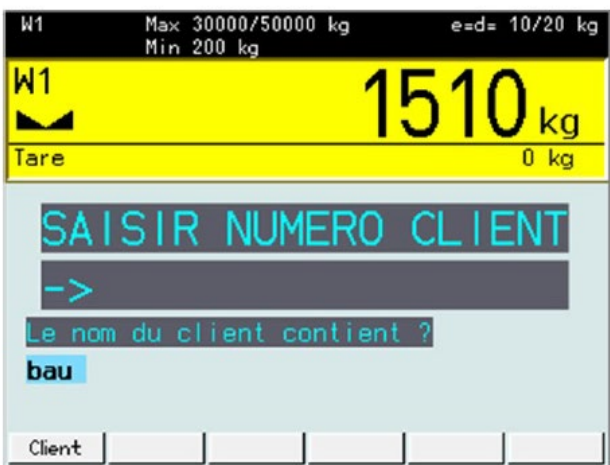 W1 Max 30000/50000 kg e=d= 10/20 kg
Min 200 kg
W1
1510 kg
Tare 0 kg
SAISIR NUMERO CLIENT
->
Le nom du client contient ?
bau
Client